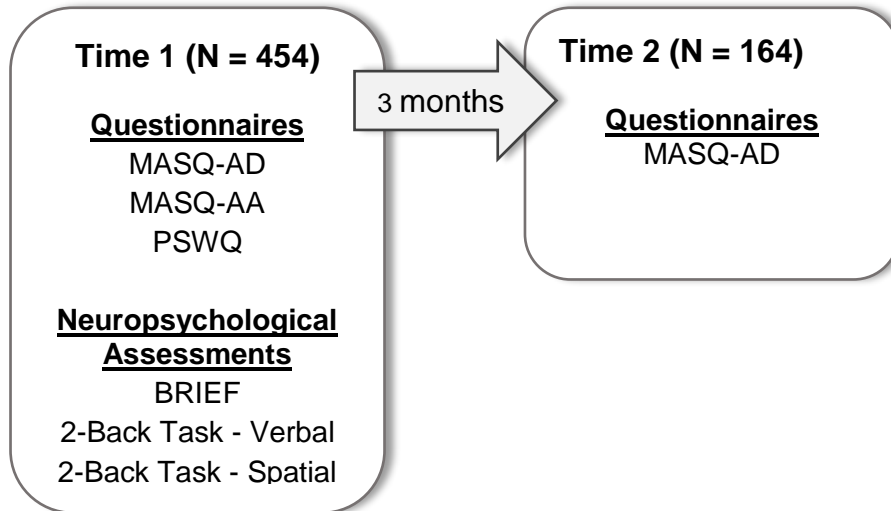 Time 1 (N = 454)
Questionnaires
MASQ-AD
MASQ-AA
PSWQ
Neuropsychological
Assessments
BRIEF
2-Back Task - Verbal
2-Back Task - Spatial
3 months
Time 2 (N = 164)
Questionnaires
MASQ-AD